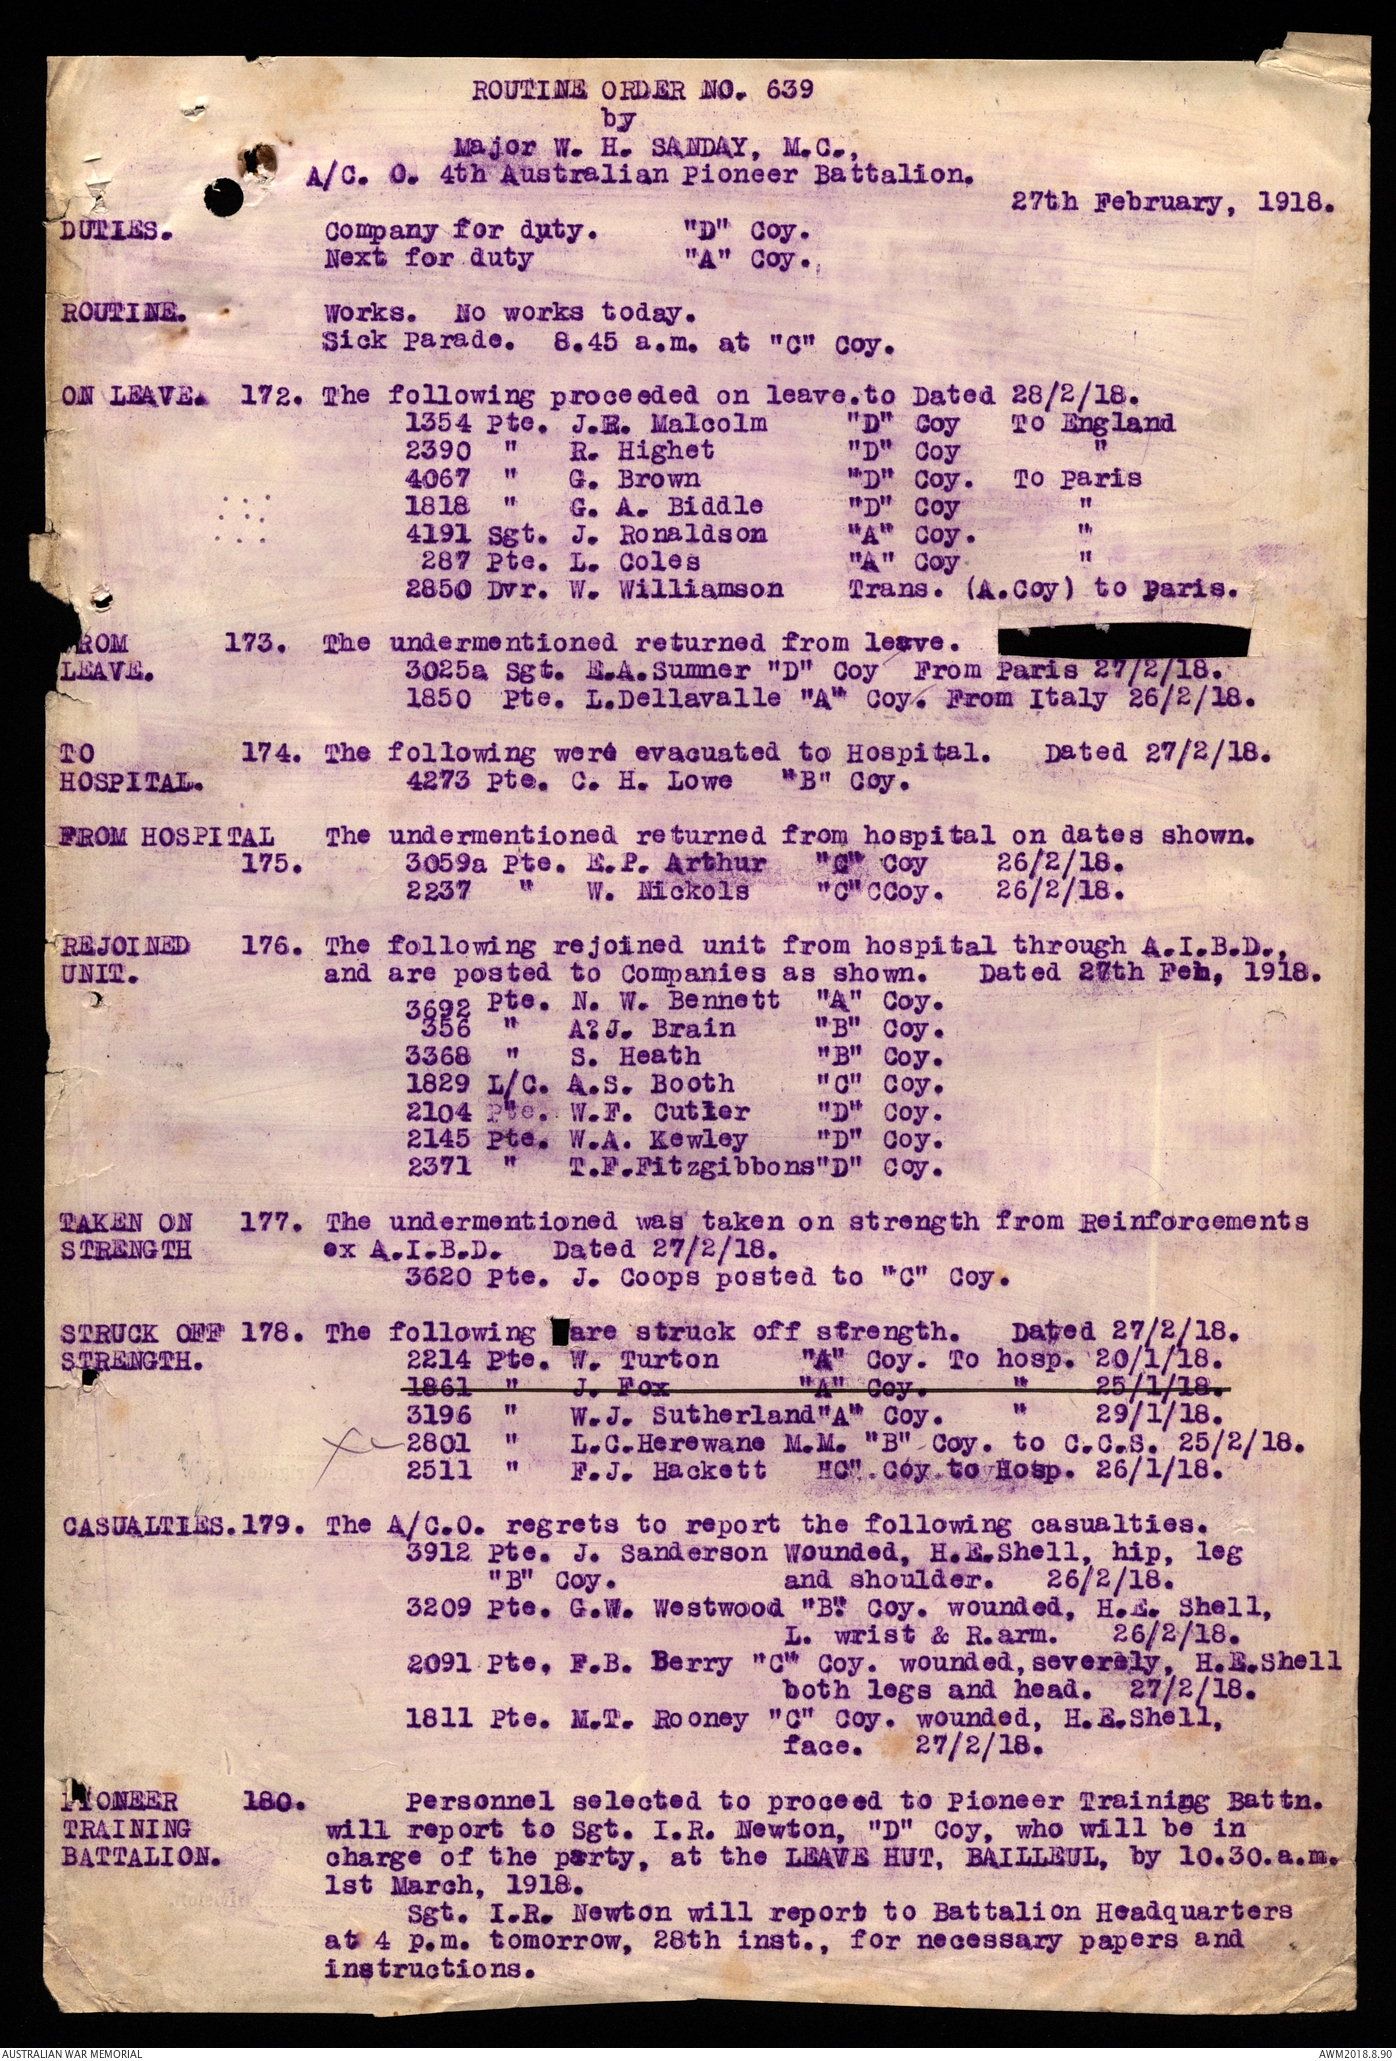 ROUTINE ORDER NO. 639
by
Major W. H. SANDAY, M.C.,
A/C. O. 4th Australian Pioneer Battalion.
27th February, 1918.
DUTIES. Company for duty. "D" Coy.
Next for duty "A" Coy.
ROUTINE. Works. No works today.
Sick Parade. 8.45 a.m. at "C" Coy.
ON LEAVE. 172. The following proceeded on leave.to Dated 28/2/18.
1354 Pte. J.R. Malcolm "D" Coy To England
2390 " R. Highet "D" Coy "
4067 " G. Brown "D" Coy. To Paris
1818 " G. A. Biddle "D" Coy "
4191 Sgt. J. Ronaldson "A" Coy. "
287 Pte. L. Coles "A" Coy "
2850 Dvr. W. Williamson Trans. (A.Coy) to Paris.
ROM 173. The undermentioned returned from leave.
LEAVE. 3025a Sgt. E.A.Sumner "D" Coy From Paris 27/2/18.
1850 Pte. L.Dellavalle "A" Coy. From Italy 26/2/18.
TO 174. The following were evacuated to Hospital. Dated 27/2/18.
HOSPITAL. 4273 Pte. C. H. Lowe "B" Coy.
FROM HOSPITAL The undermentioned returned from hospital on dates shown.
175. 3059a Pte. E.P. Arthur "C" Coy 26/2/18.
2237 " W. Nickols "C"CCoy. 26/2/18.
REJOINED 176. The following rejoined unit from hospital through A.I.B.D.,
UNIT. and are posted to Companies as shown. Dated 27th Feh, 1918.
3692 Pte. N. W. Bennett "A" Coy.
356 " A?J. Brain "B" Coy.
3368 " S. Heath "B" Coy.
1829 L/C. A.S. Booth "C" Coy.
2104 Pte. W.F. Cutler "D" Coy.
2145 Pte. W.A. Kewley "D" Coy.
2371 " T.F.Fitzgibbons"D" Coy.
TAKEN ON 177. The undermentioned was taken on strength from Reinforcements
STRENGTH ex A.I.B.D. Dated 27/2/18.
3620 Pte. J. Coops posted to "C" Coy.
STRUCK OFF 178. The following are struck off strength. Dated 27/2/18.
STRENGTH. 2214 Pte. W. Turton "A" Coy. To hosp. 20/1/18.
1861 " J. Fox "A" Coy. " 25/1/18.
3196 " W.J. Sutherland"A" Coy. " 29/1/18.
2801 " L.C.Herewane M.M. "B" Coy. to C.C.S. 25/2/18.
2511 " F.J. Hackett "C" Coy to Hosp. 26/1/18.
CASUALTIES.179. The A/C.O. regrets to report the following casualties.
3912 Pte. J. Sanderson Wounded, H.E.Shell, hip, leg
"B" Coy. and shoulder. 26/2/18.
3209 Pte. G.W. Westwood "B" Coy. wounded, H.E. Shell,
L. wrist & R.arm. 26/2/18.
2091 Pte, F.B. Berry "C" Coy. wounded,severely, H.E.Shell
both legs and head. 27/2/18.
1811 Pte. M.T. Rooney "C" Coy. wounded, H.E.Shell,
face. 27/2/18.
PIONEER 180. Personnel selected to proceed to Pioneer Training Battn.
TRAINING will report to Sgt. I.R. Newton, "D" Coy, who will be in
BATTALION. charge of the party, at the LEAVE HUT, BAILLEUL, by 10.30.a.m.
1st March, 1918.
Sgt. I.R. Newton will report to Battalion Headquarters
at 4 p.m. tomorrow, 28th inst., for necessary papers and
instructions.
AUSTRALIAN WAR MEMORIAL AWM2018.8.90